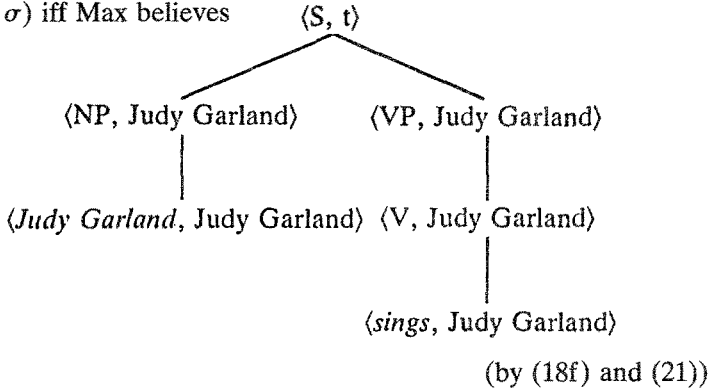 σ) iff Max believes ⟨S, t⟩
⟨NP, Judy Garland⟩ ⟨VP, Judy Garland⟩
⟨Judy Garland, Judy Garland⟩ ⟨V, Judy Garland⟩
⟨sings, Judy Garland⟩
(by (18f) and (21))